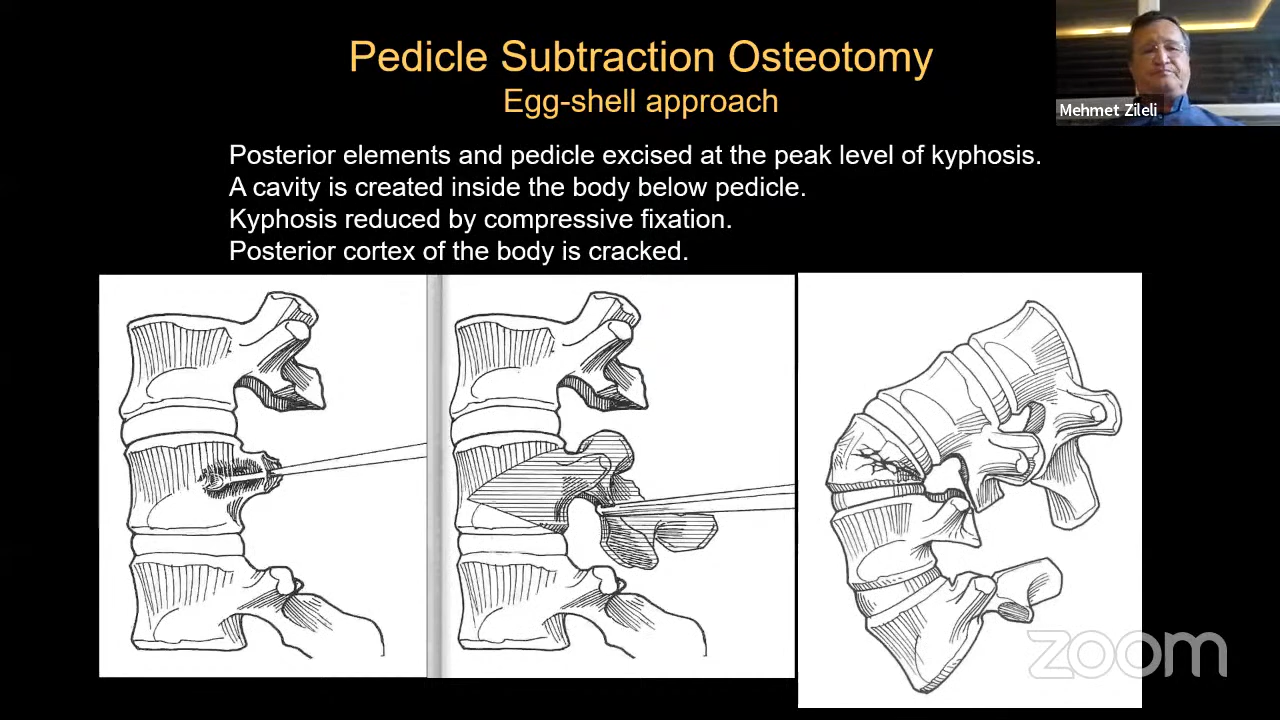 Pedicle Subtraction Osteotomy
Egg-shell approach
Mehmet Zileli
Posterior elements and pedicle excised at the peak level of kyphosis.
A cavity is created inside the body below pedicle.
Kyphosis reduced by compressive fixation.
Posterior cortex of the body is cracked.
zoom